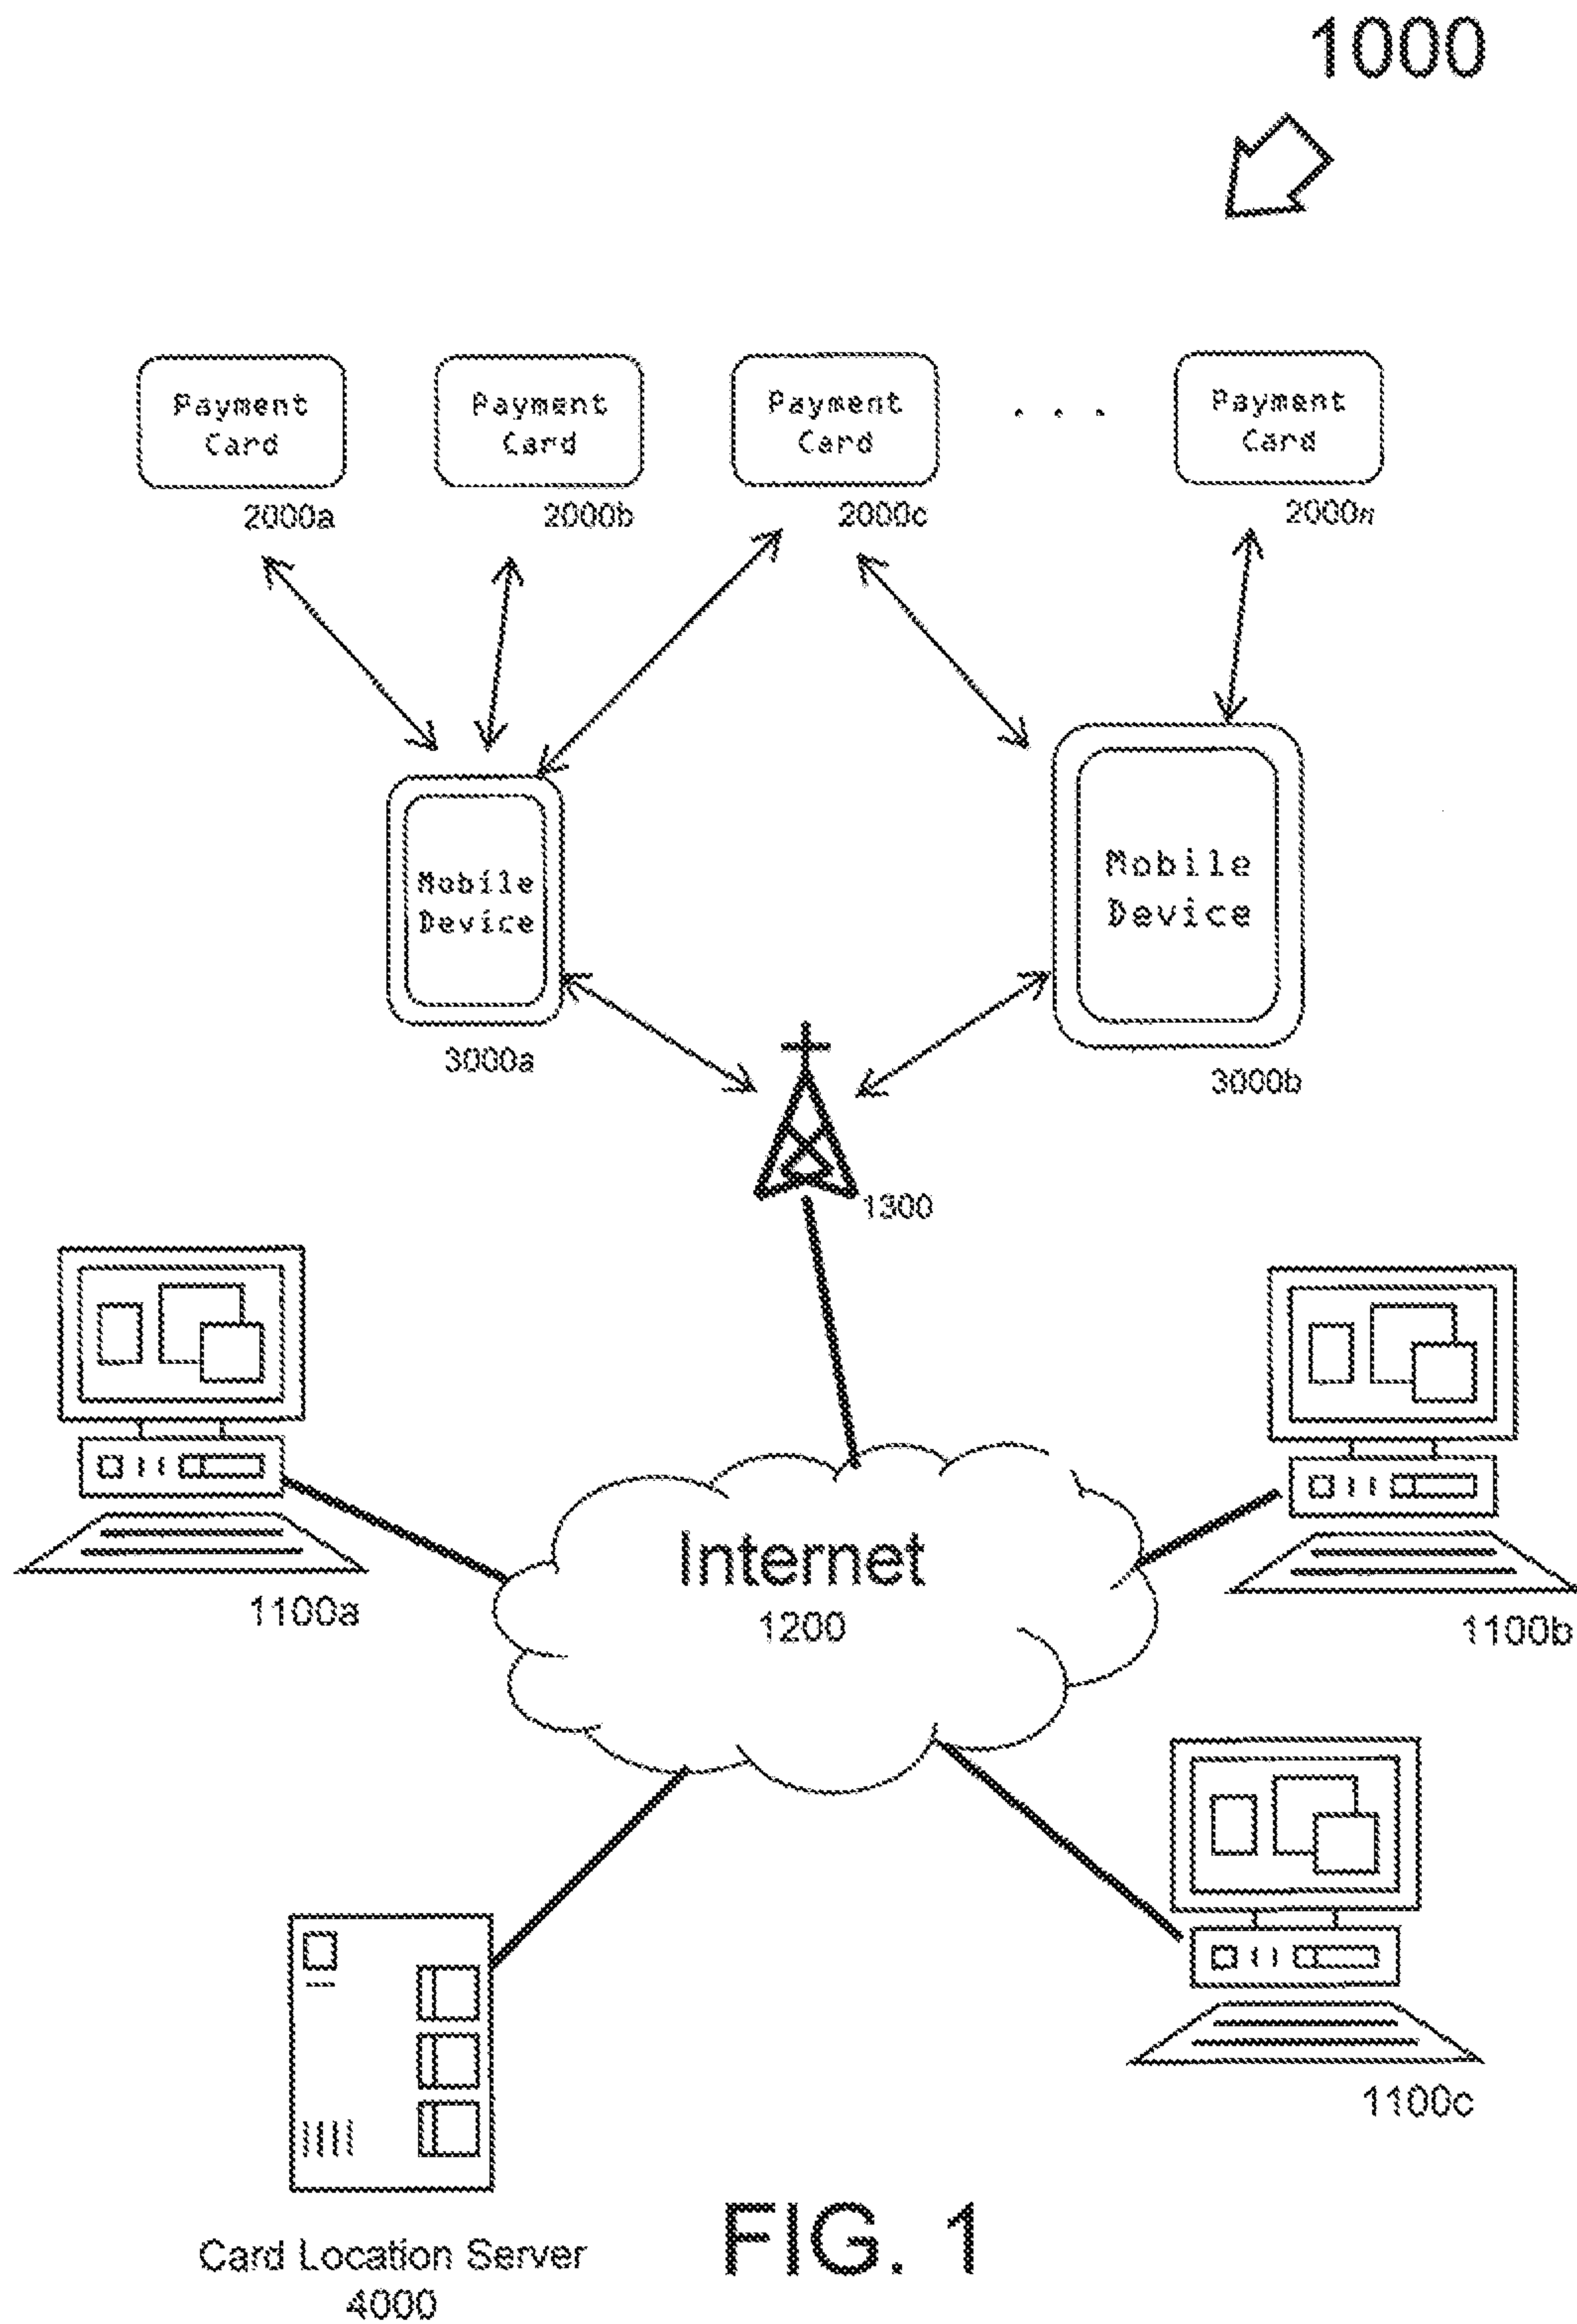 1000
Payment Card
2000a
Payment Card
2000b
Payment Card
2000c
. . .
Payment Card
2000n
Mobile
Device
3000a
Mobile
Device
3000b
1300
1100a
Internet
1200
1100b
1100c
Card Location Server
4000
FIG. 1